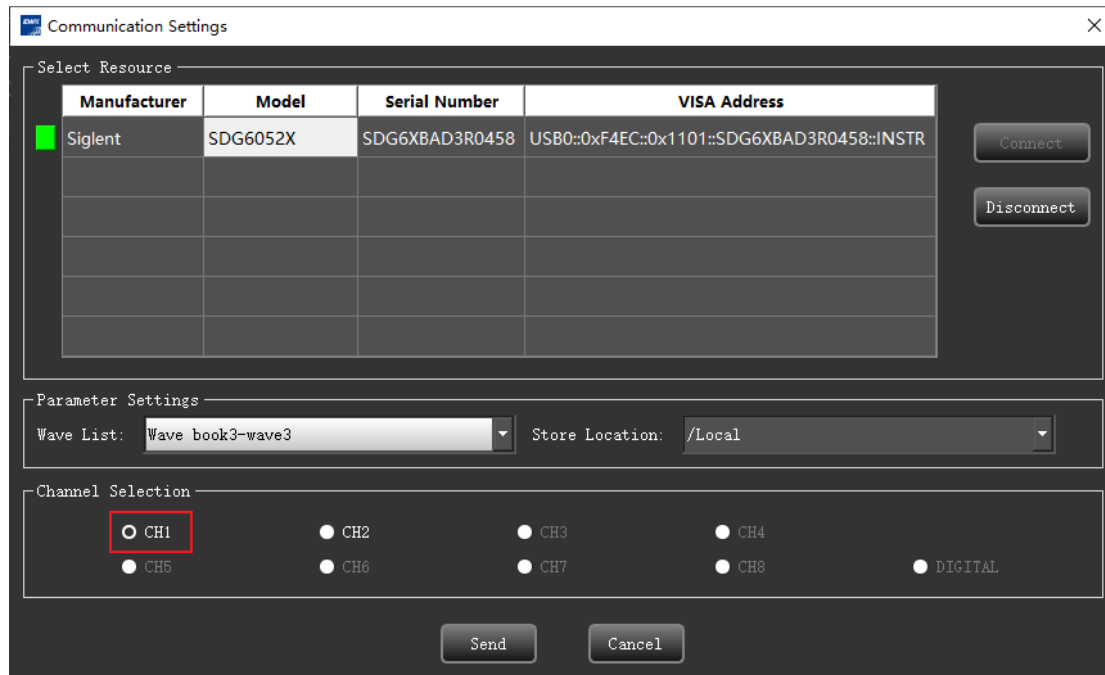 Communication Settings
Select Resource
Manufacturer Model Serial Number VISA Address
Siglent SDG6052X SDG6XBAD3R0458 USB0::0xF4EC::0x1101::SDG6XBAD3R0458::INSTR
Connect
Disconnect
Parameter Settings
Wave List: Wave book3-wave3 Store Location: /Local
Channel Selection
CH1 CH2 CH3 CH4
CH5 CH6 CH7 CH8 DIGITAL
Send Cancel